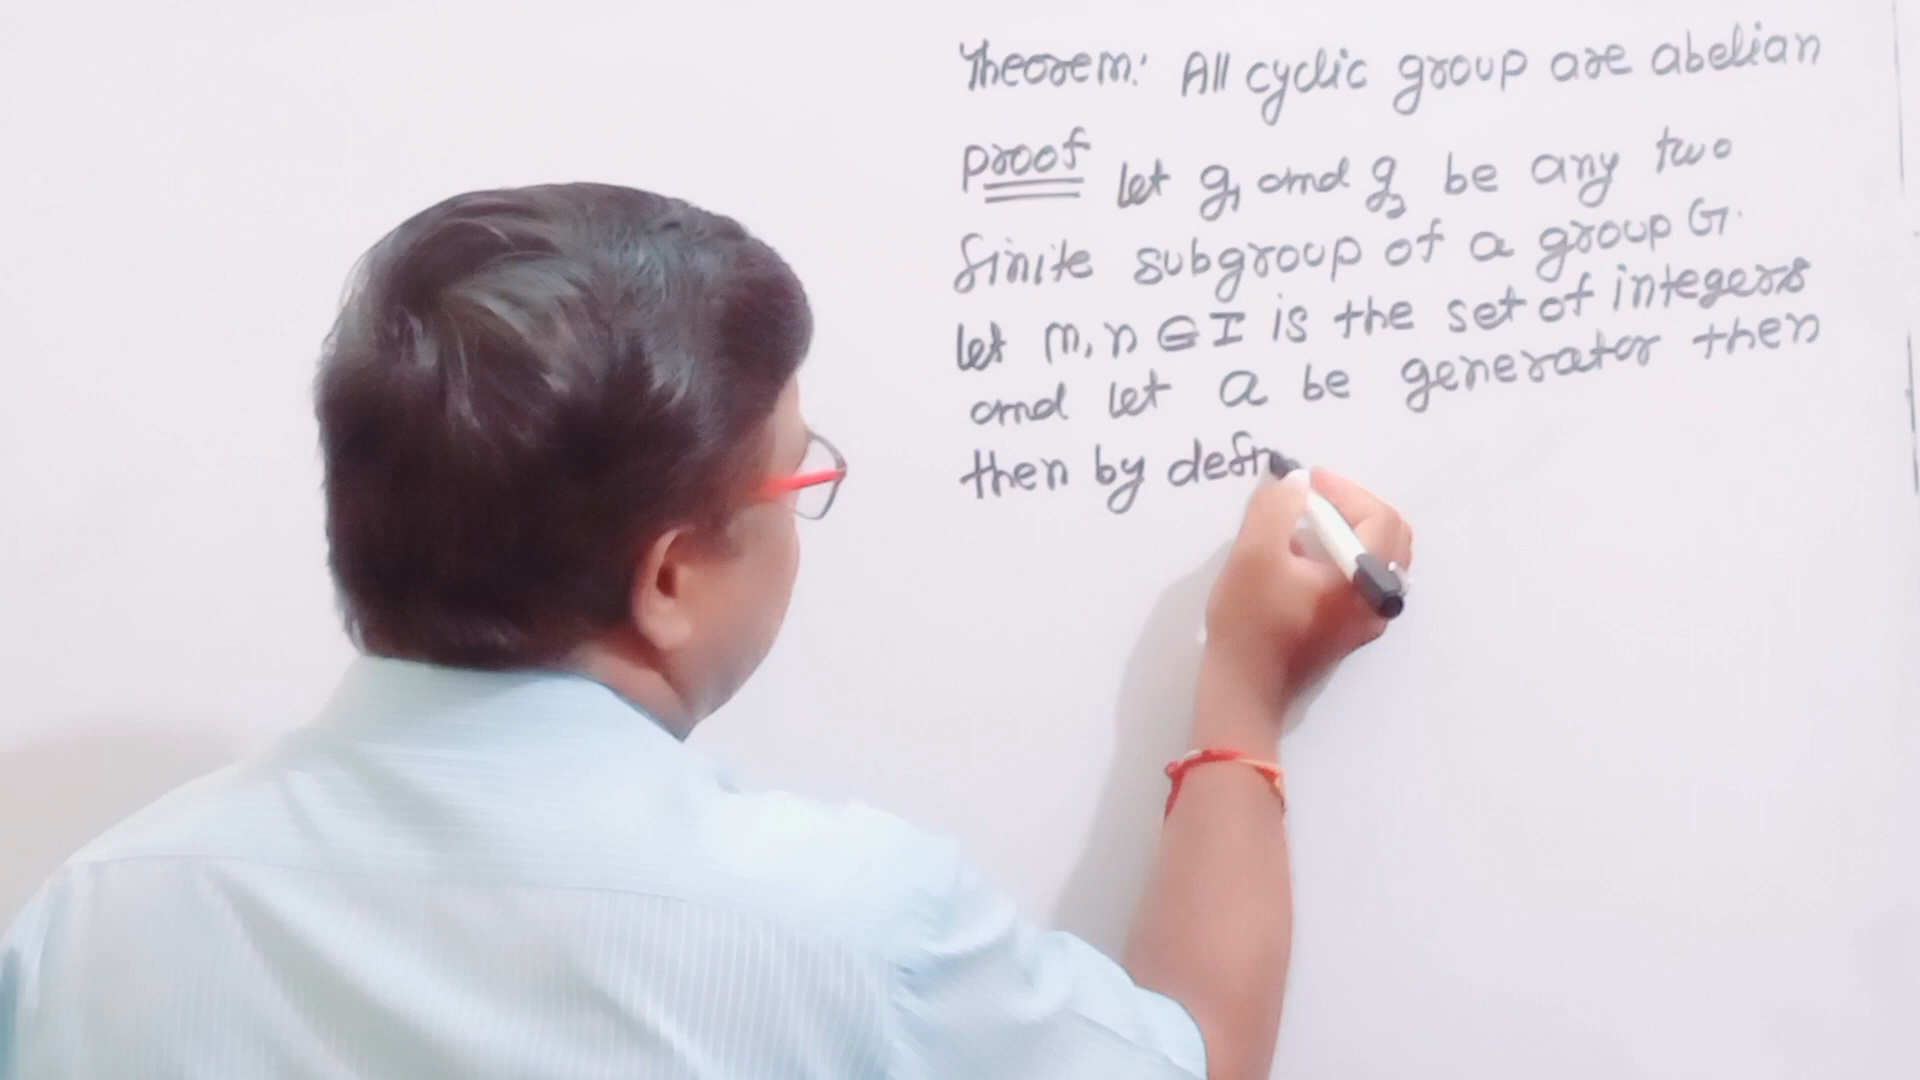 Theorem: All cyclic group are abelian
Proof let g₁ and g₂ be any two
finite subgroup of a group G.
let m, n ∈ I is the set of integers
and let a be generator then
then by defin